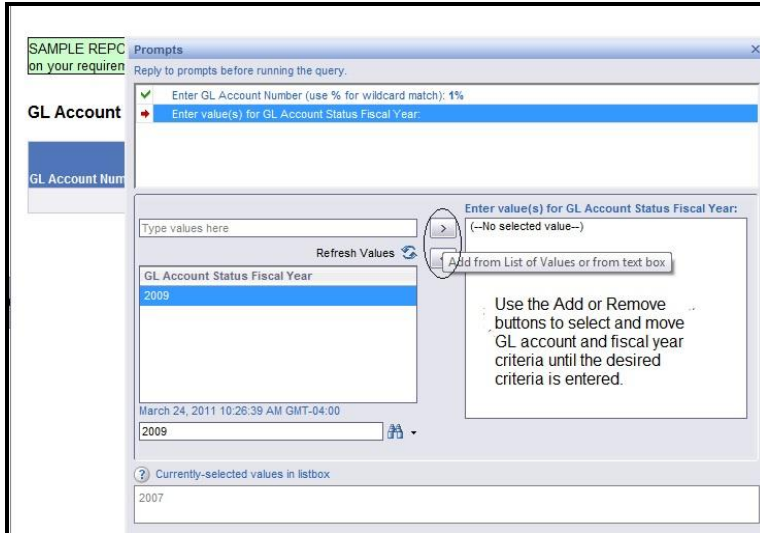 SAMPLE REPO
on your requirem
GL Account
GL Account Num
Prompts
Reply to prompts before running the query.
Enter GL Account Number (use % for wildcard match): 1%
Enter value(s) for GL Account Status Fiscal Year:
Type values here
Refresh Values
GL Account Status Fiscal Year
2009
March 24, 2011 10:26:39 AM GMT-04:00
2009
>
Enter value(s) for GL Account Status Fiscal Year:
(--No selected value--)
Add from List of Values or from text box
Use the Add or Remove
buttons to select and move
GL account and fiscal year
criteria until the desired
criteria is entered.
Currently-selected values in listbox
2007